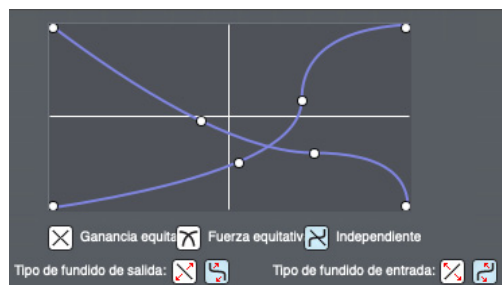 Ganancia equita Fuerza equitativ Independiente
Tipo de fundido de salida: Tipo de fundido de entrada: